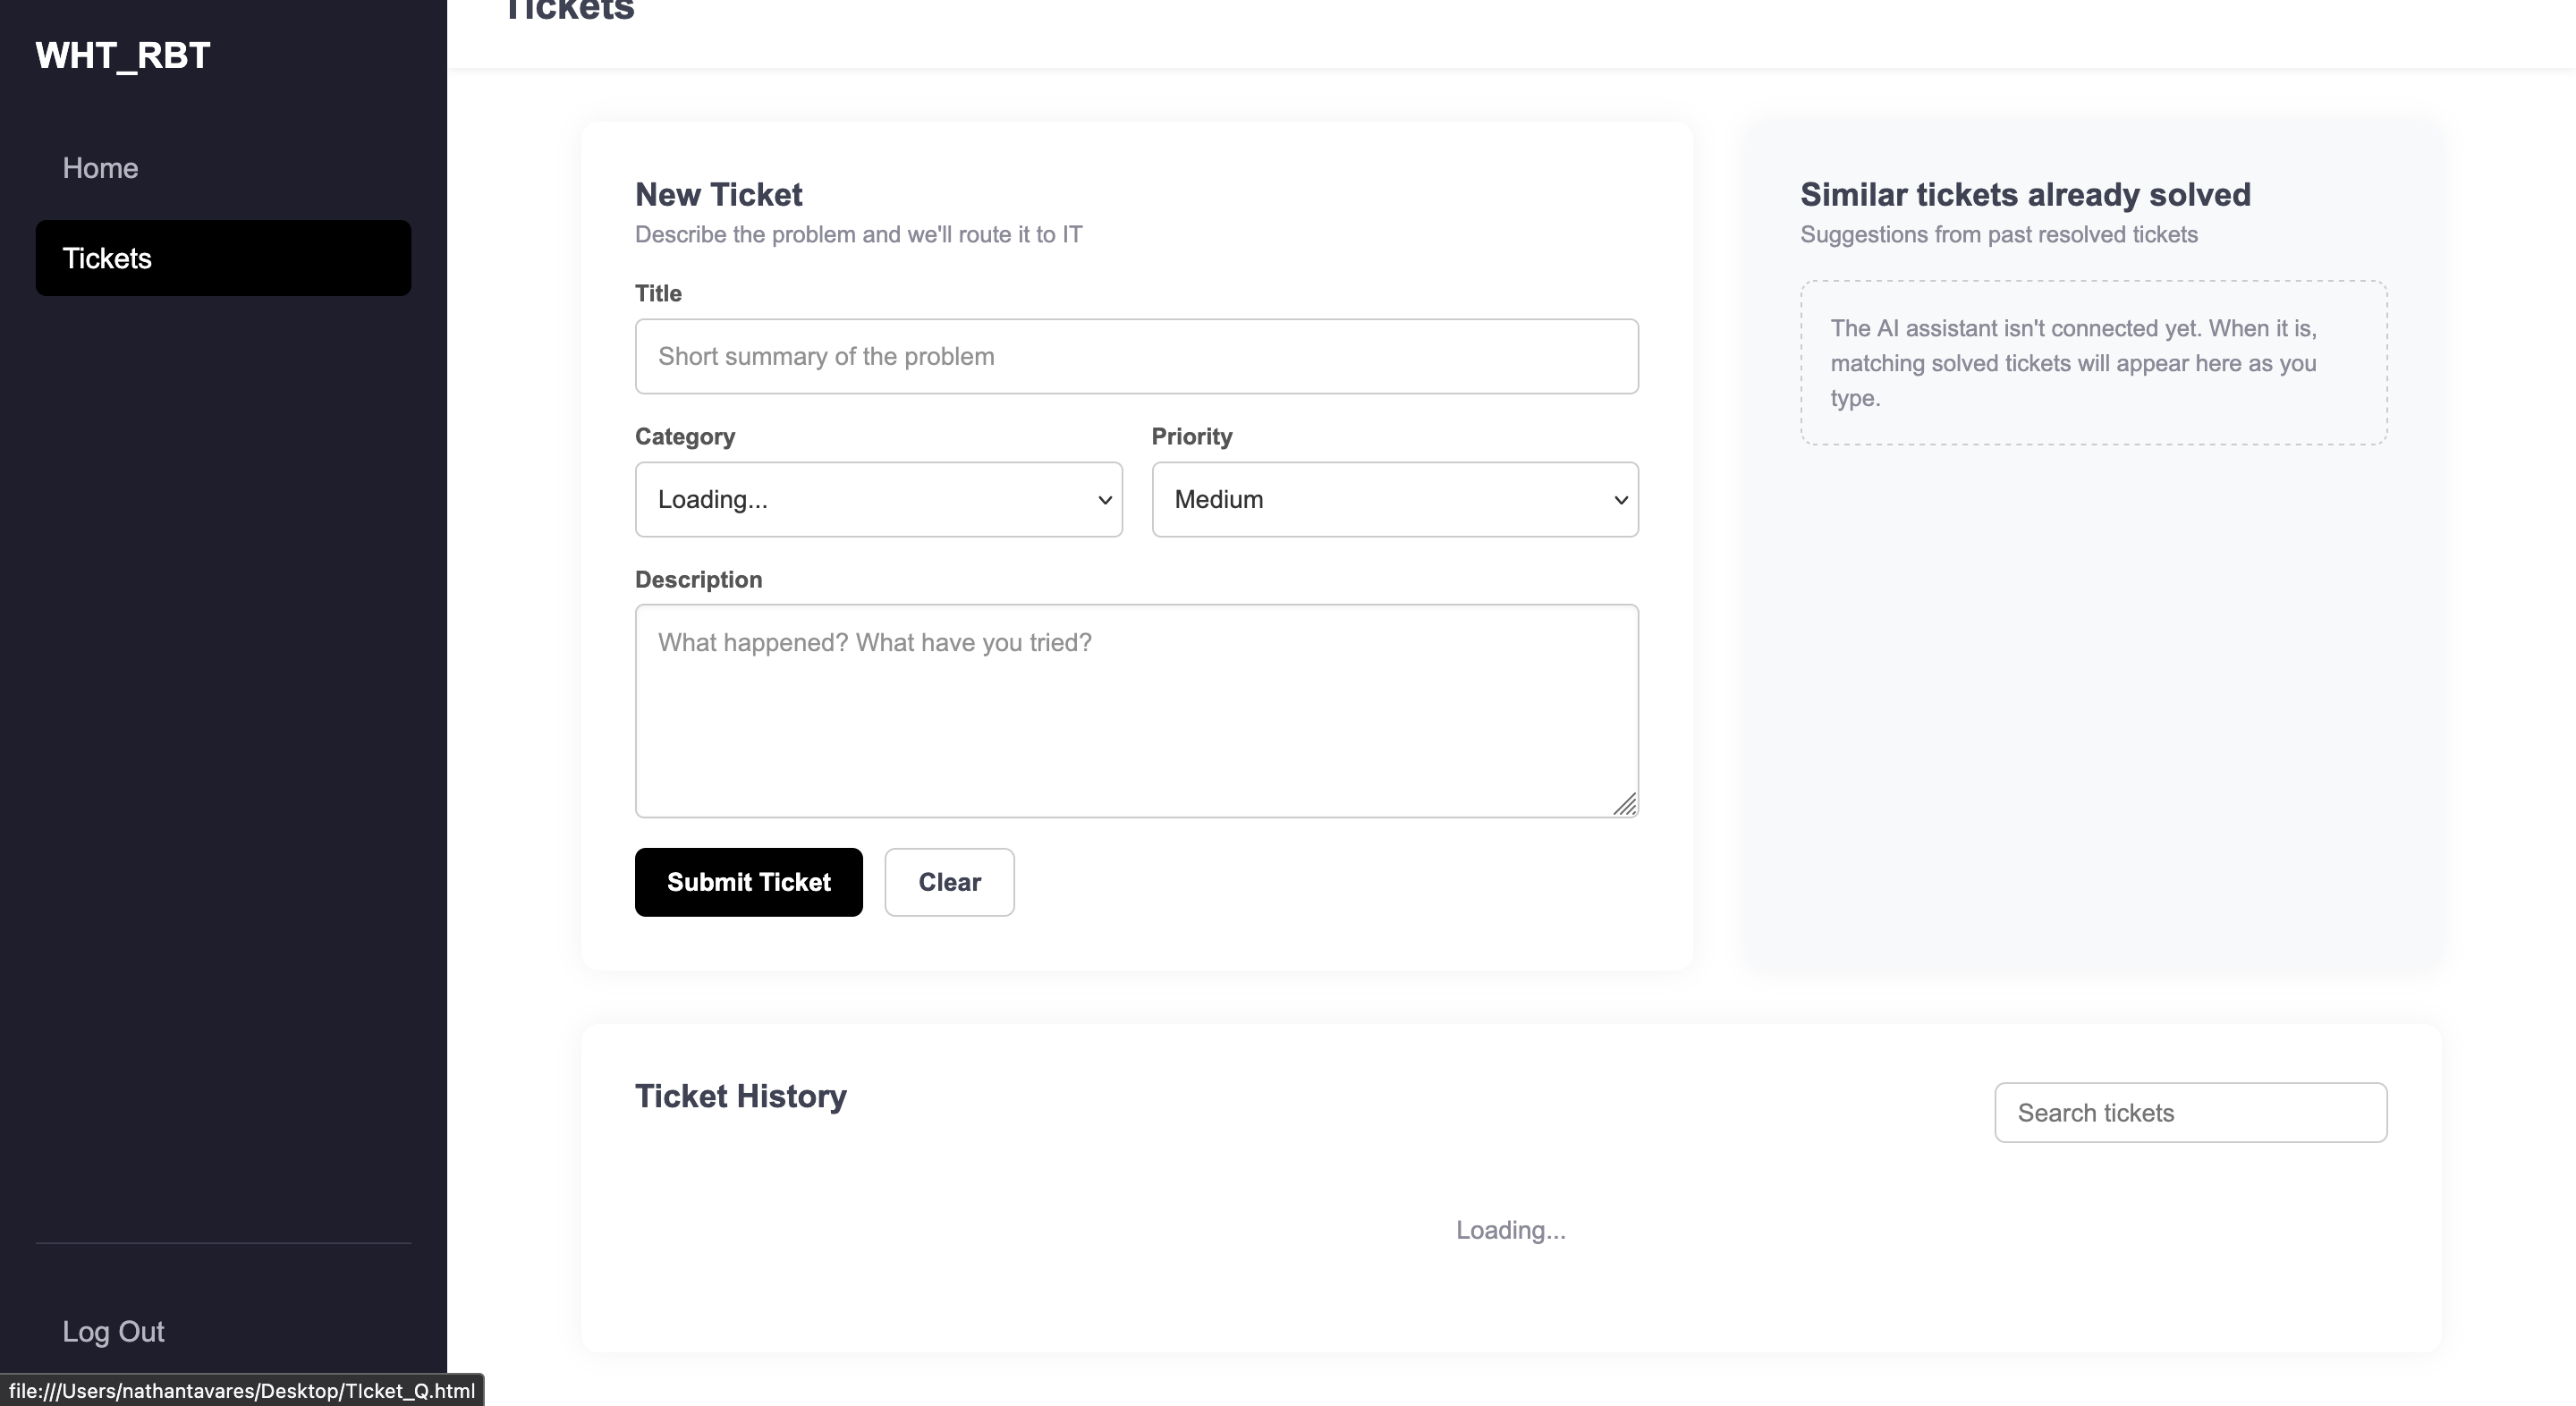 WHT_RBT
Home
Tickets
Log Out
file:///Users/nathantavares/Desktop/TIcket_Q.html
Tickets
New Ticket
Describe the problem and we'll route it to IT
Title
Short summary of the problem
Category
Priority
Loading...
Medium
Description
What happened? What have you tried?
Submit Ticket
Clear
Similar tickets already solved
Suggestions from past resolved tickets
The AI assistant isn't connected yet. When it is,
matching solved tickets will appear here as you
type.
Ticket History
Search tickets
Loading...